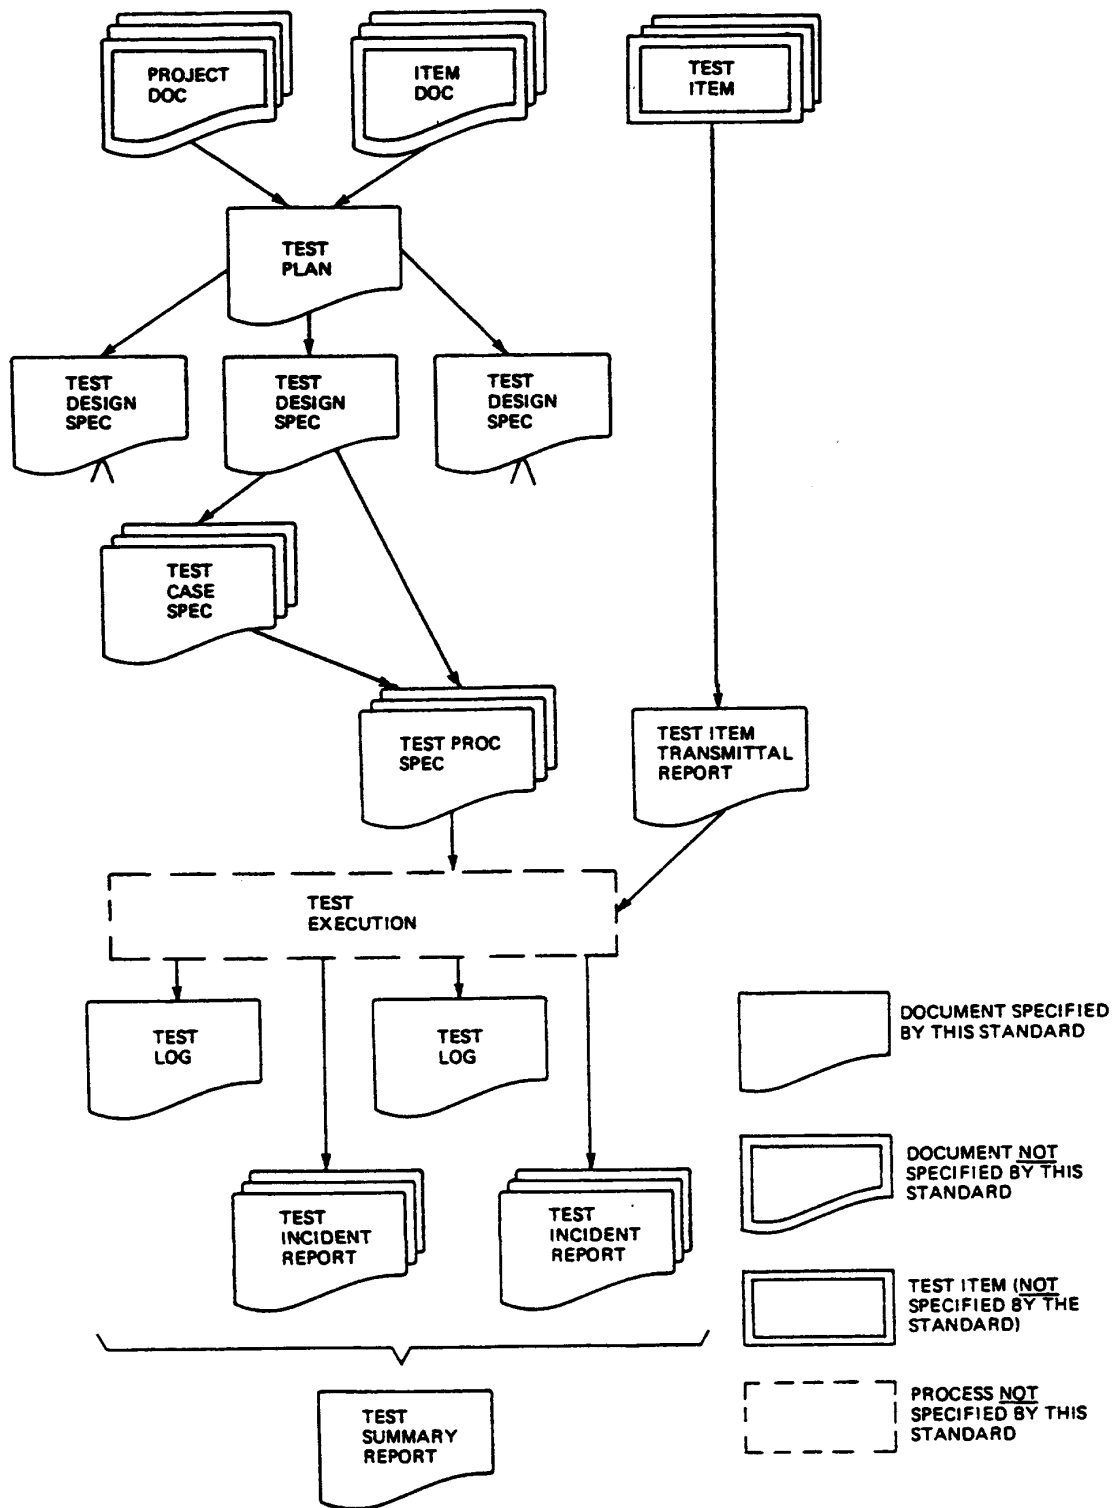 PROJECT
DOC
ITEM
DOC
TEST
ITEM
TEST
PLAN
TEST
DESIGN
SPEC
TEST
DESIGN
SPEC
TEST
DESIGN
SPEC
TEST
CASE
SPEC
TEST PROC
SPEC
TEST ITEM
TRANSMITTAL
REPORT
TEST
EXECUTION
TEST
LOG
TEST
LOG
TEST
INCIDENT
REPORT
TEST
INCIDENT
REPORT
TEST
SUMMARY
REPORT
DOCUMENT SPECIFIED
BY THIS STANDARD
DOCUMENT NOT
SPECIFIED BY THIS
STANDARD
TEST ITEM (NOT
SPECIFIED BY THE
STANDARD)
PROCESS NOT
SPECIFIED BY THIS
STANDARD